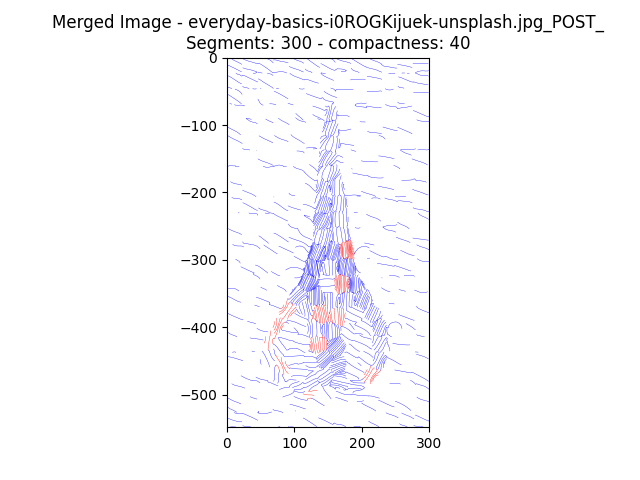 Merged Image - everyday-basics-i0ROGKijuek-unsplash.jpg_POST_
Segments: 300 - compactness: 40
0
−100
−200
−300
−400
−500
0 100 200 300